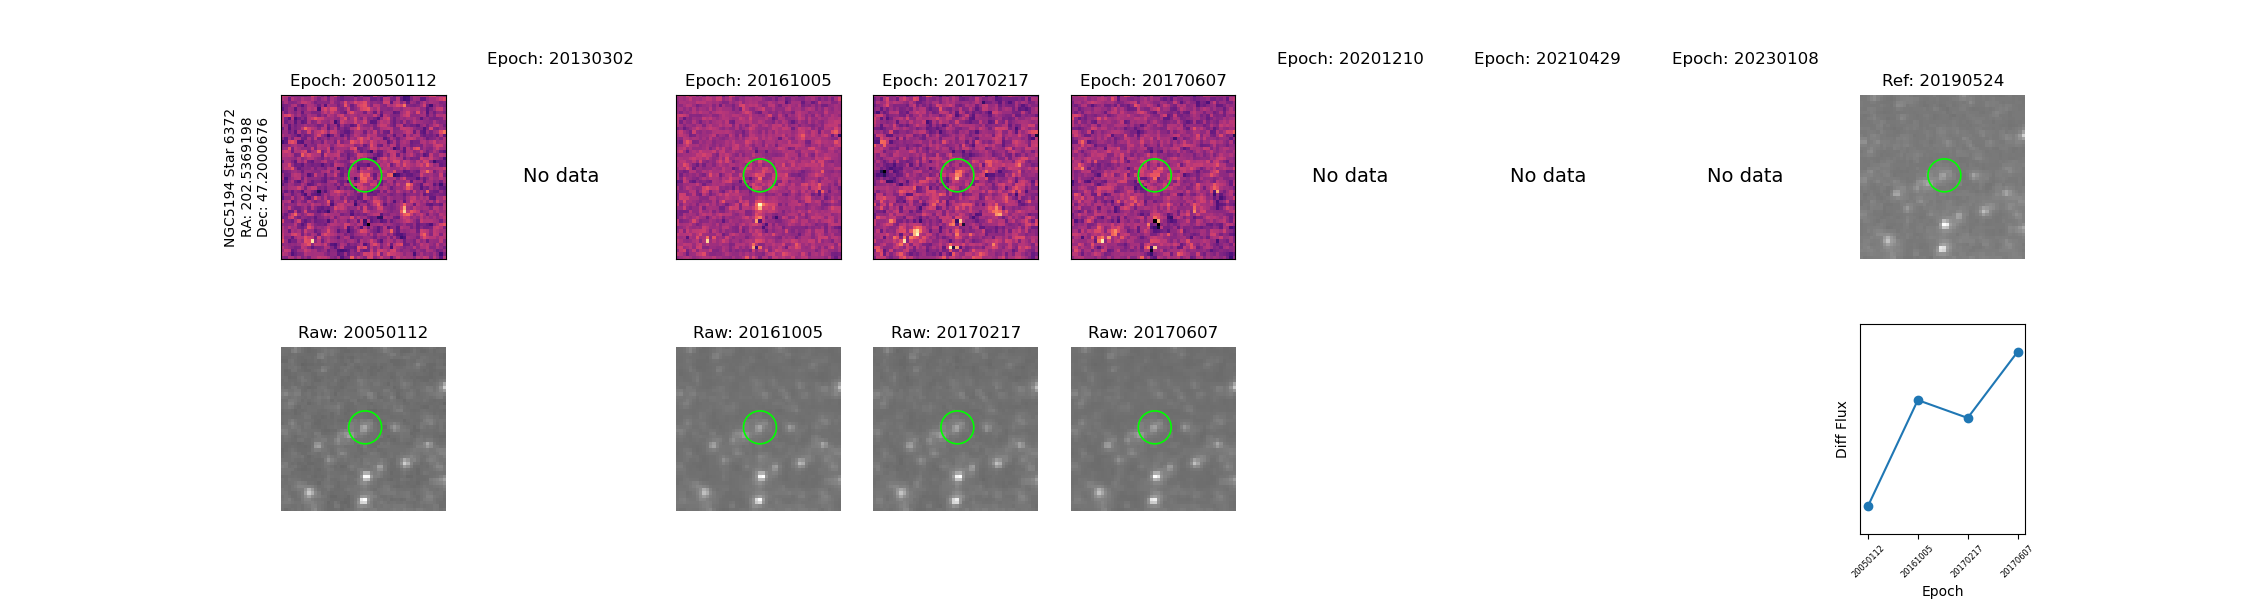 NGC5194 Star 6372
RA: 202.5369198
Dec: 47.2000676
Epoch: 20050112
Epoch: 20130302
No data
Epoch: 20161005
Epoch: 20170217
Epoch: 20170607
Epoch: 20201210
No data
Epoch: 20210429
No data
Epoch: 20230108
No data
Ref: 20190524
Raw: 20050112
Raw: 20161005
Raw: 20170217
Raw: 20170607
Diff Flux
20050112
20161005
20170217
20170607
Epoch